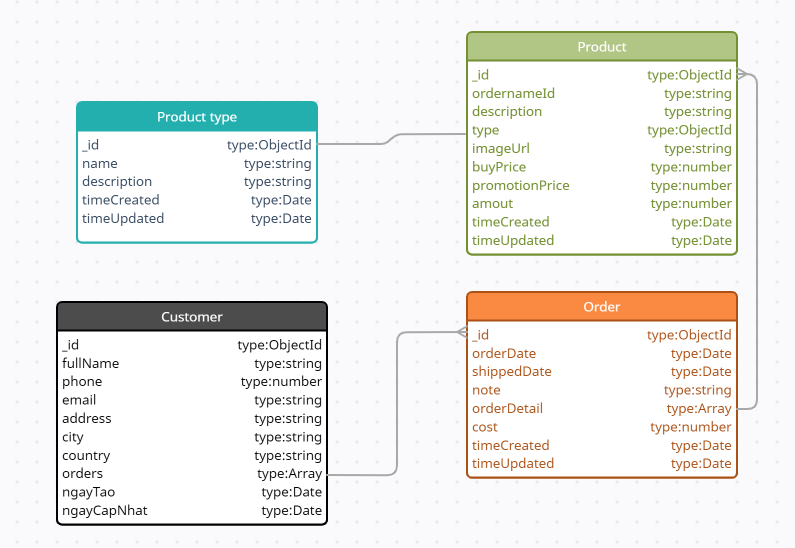 Product type
_id type:ObjectId
name type:string
description type:string
timeCreated type:Date
timeUpdated type:Date
Product
_id type:ObjectId
ordernameId type:string
description type:string
type type:ObjectId
imageUrl type:string
buyPrice type:number
promotionPrice type:number
amout type:number
timeCreated type:Date
timeUpdated type:Date
Customer
_id type:ObjectId
fullName type:string
phone type:number
email type:string
address type:string
city type:string
country type:string
orders type:Array
ngayTao type:Date
ngayCapNhat type:Date
Order
_id type:ObjectId
orderDate type:Date
shippedDate type:Date
note type:string
orderDetail type:Array
cost type:number
timeCreated type:Date
timeUpdated type:Date